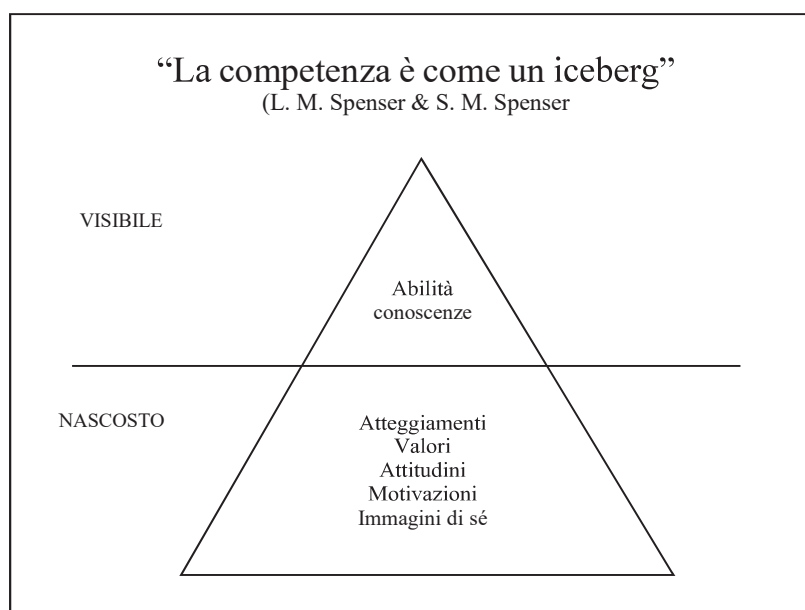 “La competenza è come un iceberg”
(L. M. Spenser & S. M. Spenser
VISIBILE
Abilità
conoscenze
NASCOSTO
Atteggiamenti
Valori
Attitudini
Motivazioni
Immagini di sé